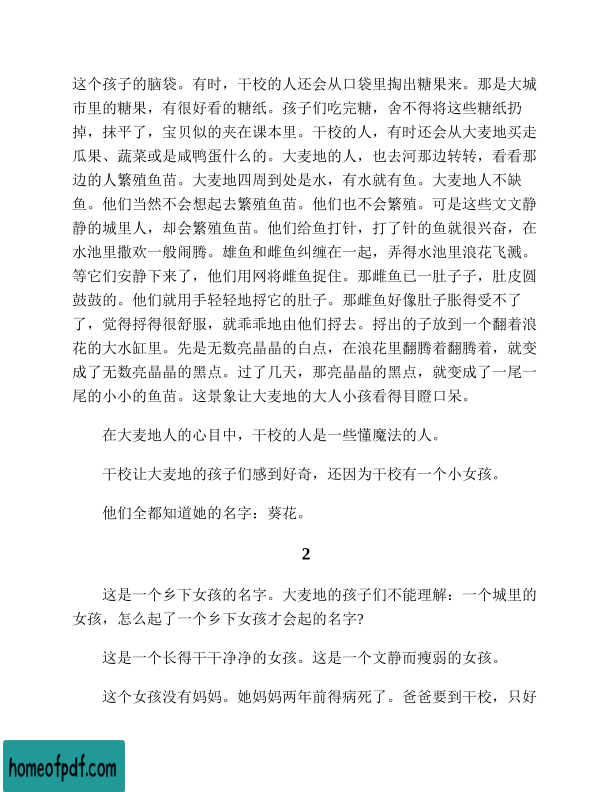 这个孩子的脑袋。有时，干校的人还会从口袋里掏出糖果来。那是大城
市里的糖果，有很好看的糖纸。孩子们吃完糖，舍不得将这些糖纸扔
掉，抹平了，宝贝似的夹在课本里。干校的人，有时还会从大麦地买走
瓜果、蔬菜或是咸鸭蛋什么的。大麦地的人，也去河那边转转，看看那
边的人繁殖鱼苗。大麦地四周到处是水，有水就有鱼。大麦地人不缺
鱼。他们当然不会想起去繁殖鱼苗。他们也不会繁殖。可是这些文文静
静的城里人，却会繁殖鱼苗。他们给鱼打针，打了针的鱼就很兴奋，在
水池里撒欢一般闹腾。雄鱼和雌鱼纠缠在一起，弄得水池里浪花飞溅。
等它们安静下来了，他们用网将雌鱼捉住。那雌鱼已一肚子子，肚皮圆
鼓鼓的。他们就用手轻轻地捋它的肚子。那雌鱼好像肚子胀得受不了
了，觉得捋得很舒服，就乖乖地由他们捋去。捋出的子放到一个翻着浪
花的大水缸里。先是无数亮晶晶的白点，在浪花里翻腾着翻腾着，就变
成了无数亮晶晶的黑点。过了几天，那亮晶晶的黑点，就变成了一尾一
尾的小小的鱼苗。这景象让大麦地的大人小孩看得目瞪口呆。
在大麦地人的心目中，干校的人是一些懂魔法的人。
干校让大麦地的孩子们感到好奇，还因为干校有一个小女孩。
他们全都知道她的名字：葵花。
2
这是一个乡下女孩的名字。大麦地的孩子们不能理解：一个城里的
女孩，怎么起了一个乡下女孩才会起的名字?
这是一个长得干干净净的女孩。这是一个文静而瘦弱的女孩。
这个女孩没有妈妈。她妈妈两年前得病死了。爸爸要到干校，只好
homeofpdf.com